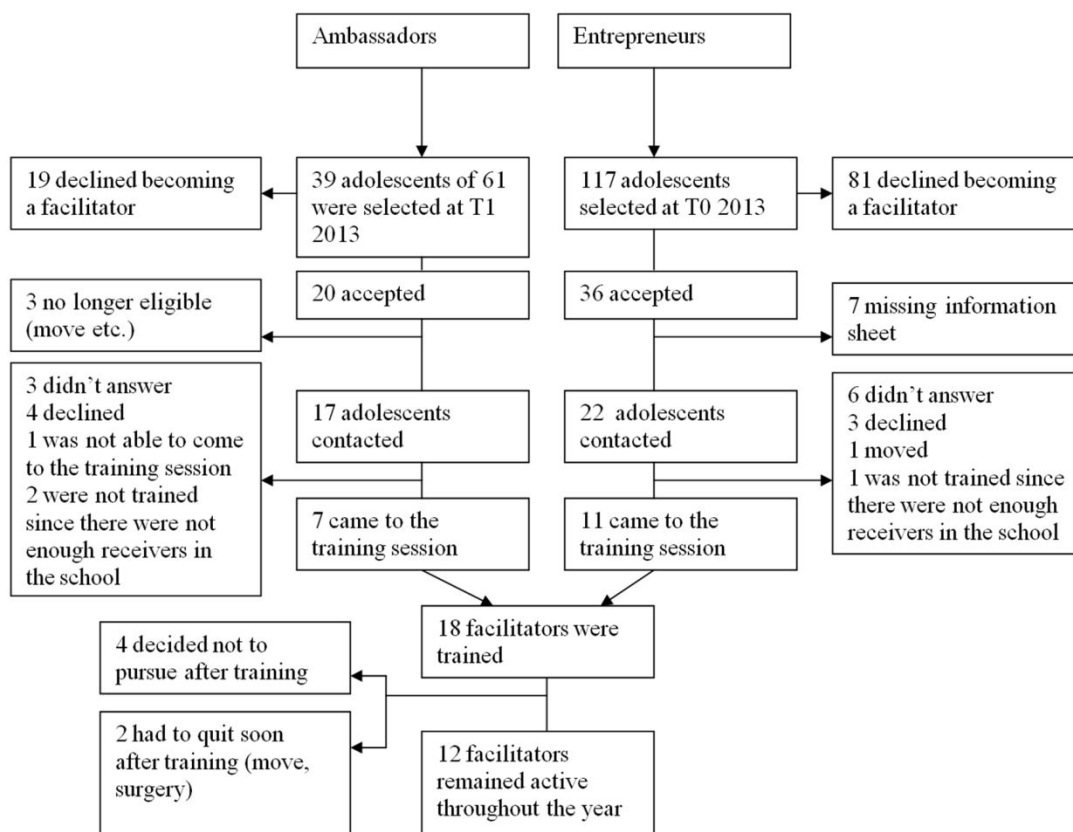 Ambassadors
Entrepreneurs
19 declined becoming
a facilitator
39 adolescents of 61
were selected at T1
2013
117 adolescents
selected at T0 2013
81 declined becoming
a facilitator
3 no longer eligible
(move etc.)
20 accepted
36 accepted
7 missing information
sheet
3 didn’t answer
4 declined
1 was not able to come
to the training session
2 were not trained
since there were not
enough receivers in
the school
17 adolescents
contacted
22 adolescents
contacted
6 didn’t answer
3 declined
1 moved
1 was not trained since
there were not enough
receivers in the school
7 came to the
training session
11 came to the
training session
18 facilitators were
trained
4 decided not to
pursue after training
2 had to quit soon
after training (move,
surgery)
12 facilitators
remained active
throughout the year